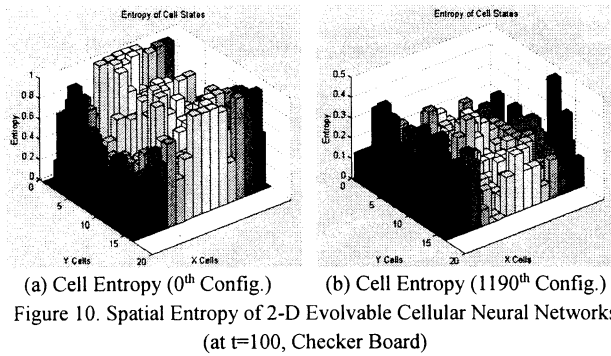 Entropy of Cell States
Entropy
1
0.8
0.6
0.4
0.2
0
0
5
10
15
20
Y Cells
X Cells
Entropy of Cell States
Entropy
0.5
0.4
0.3
0.2
0.1
0
0
5
10
15
20
Y Cells
X Cells
(a) Cell Entropy (0th Config.)
(b) Cell Entropy (1190th Config.)
Figure 10. Spatial Entropy of 2-D Evolvable Cellular Neural Networks
(at t=100, Checker Board)